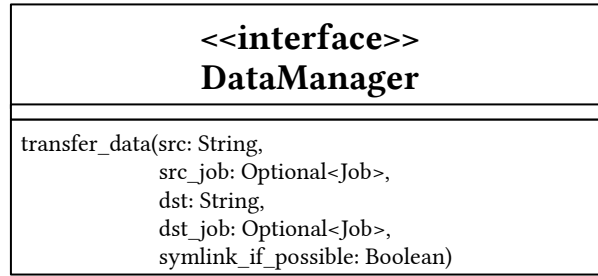 <<interface>>
DataManager
transfer_data(src: String,
src_job: Optional<Job>,
dst: String,
dst_job: Optional<Job>,
symlink_if_possible: Boolean)